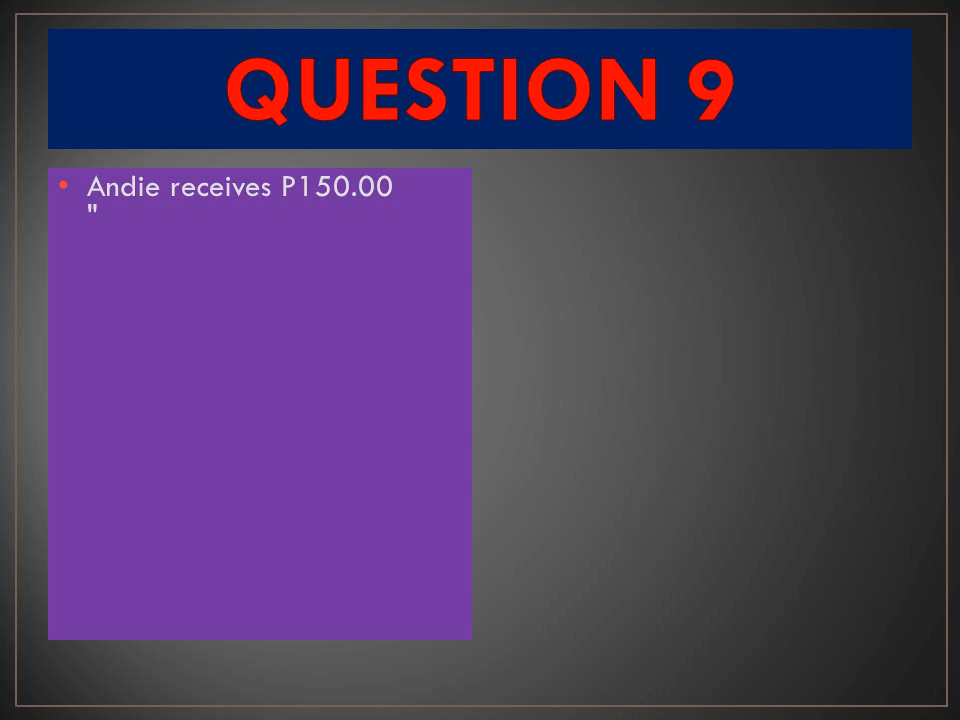 QUESTION 9
• Andie receives P150.00
"